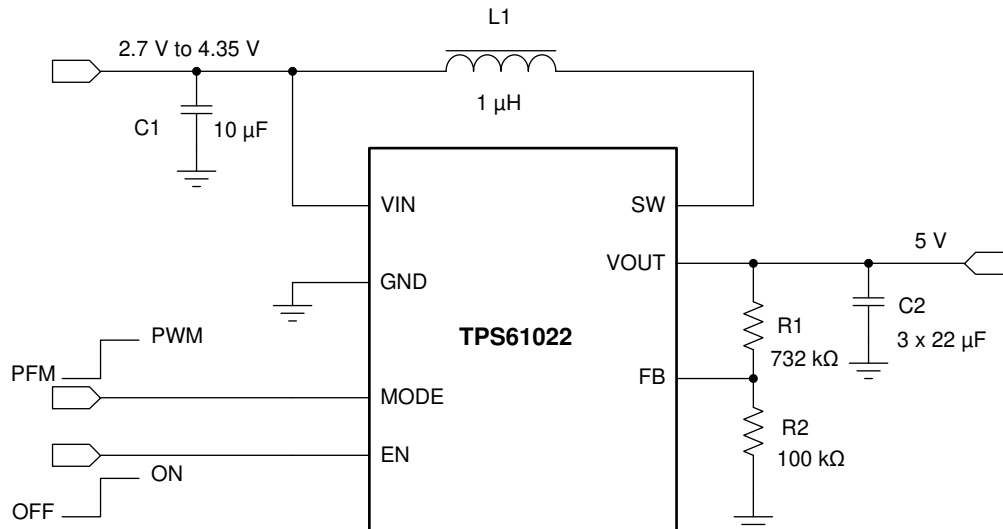 L1
2.7 V to 4.35 V
1 µH
C1
10 µF
VIN
SW
5 V
VOUT
GND
C2
3 x 22 µF
R1
732 kΩ
TPS61022
PWM
PFM
FB
MODE
R2
100 kΩ
EN
ON
OFF